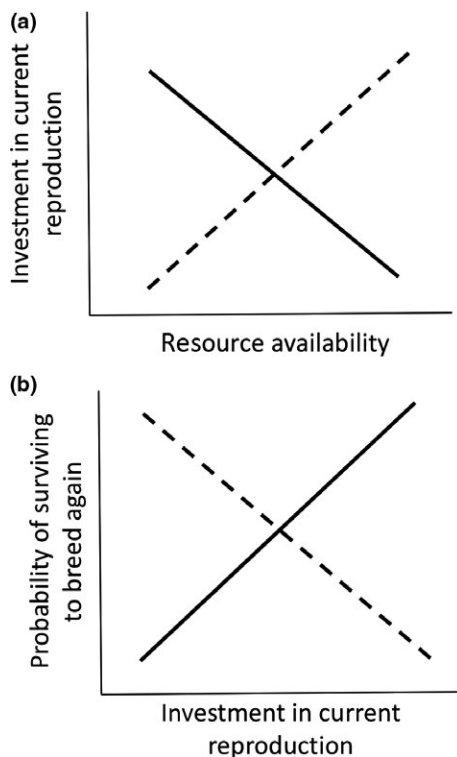 (a)
Investment in current
reproduction
Resource availability
(b)
Probability of surviving
to breed again
Investment in current
reproduction